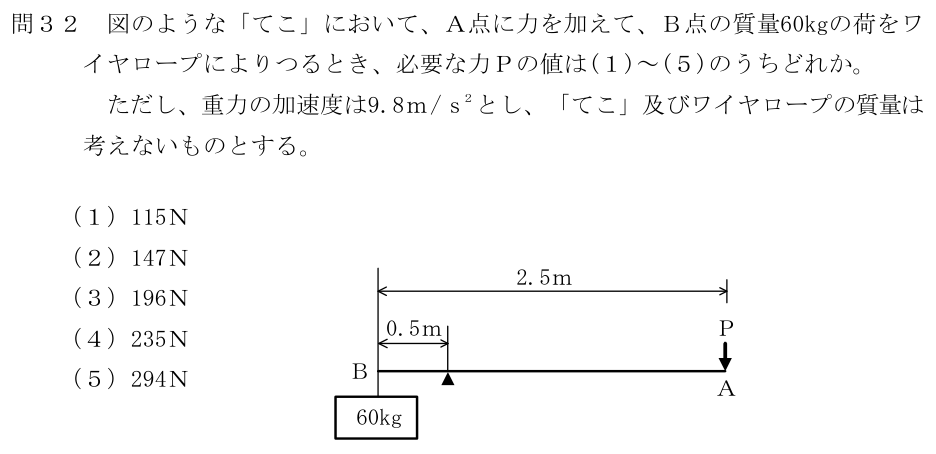 問３２　図のような「てこ」において、Ａ点に力を加えて、Ｂ点の質量60kgの荷をワ
イヤロープによりつるとき、必要な力Ｐの値は(１)～(５)のうちどれか。
ただし、重力の加速度は9.8ｍ/ｓ²とし、「てこ」及びワイヤロープの質量は
考えないものとする。
(１) 115Ｎ
(２) 147Ｎ
(３) 196Ｎ
(４) 235Ｎ
(５) 294Ｎ
2.5ｍ
0.5ｍ
Ｐ
Ｂ
Ａ
60kg